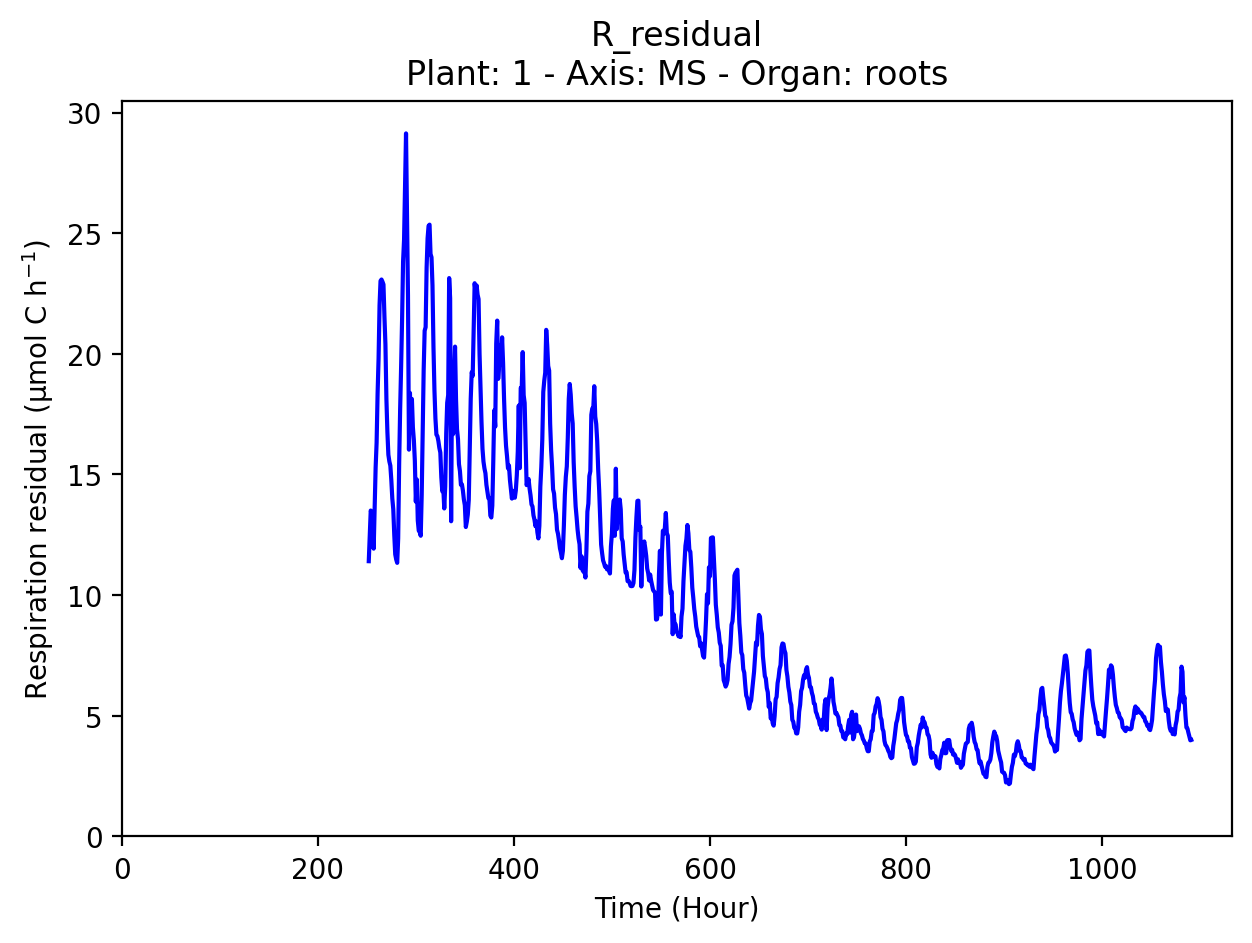 R_residual
Plant: 1 - Axis: MS - Organ: roots
Respiration residual (µmol C h⁻¹)
30
25
20
15
10
5
0
0 200 400 600 800 1000
Time (Hour)